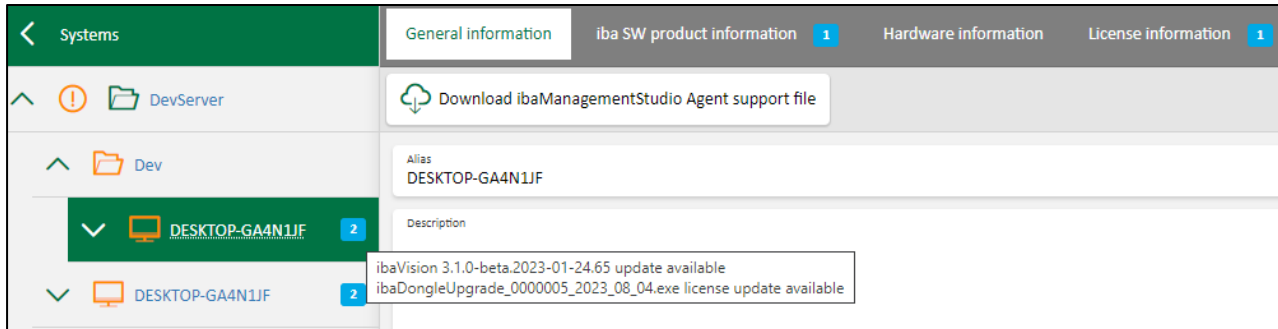 Systems
General information
iba SW product information 1
Hardware information
License information 1
DevServer
Download ibaManagementStudio Agent support file
Dev
Alias
DESKTOP-GA4N1JF
DESKTOP-GA4N1JF 2
Description
ibaVision 3.1.0-beta.2023-01-24.65 update available
ibaDongleUpgrade_0000005_2023_08_04.exe license update available
DESKTOP-GA4N1JF 2